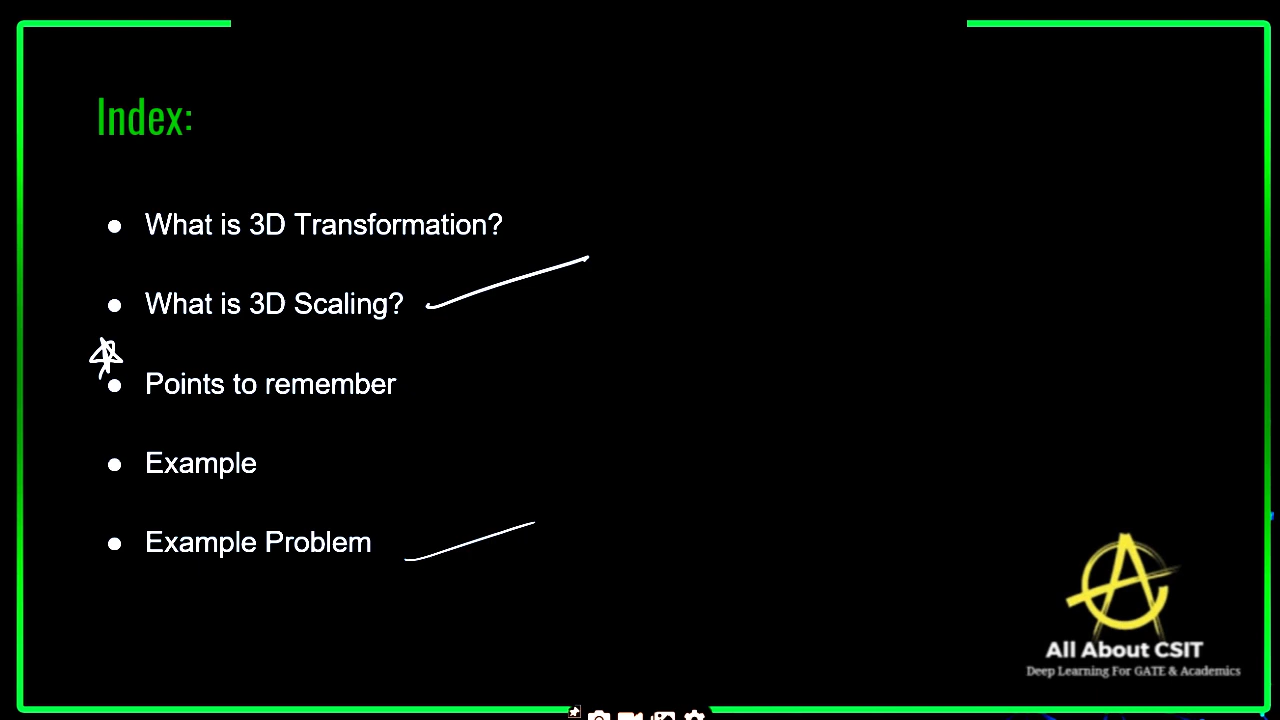 Index:
● What is 3D Transformation?
● What is 3D Scaling?
● Points to remember
● Example
● Example Problem
All About CSIT
Deep Learning For GATE & Academics